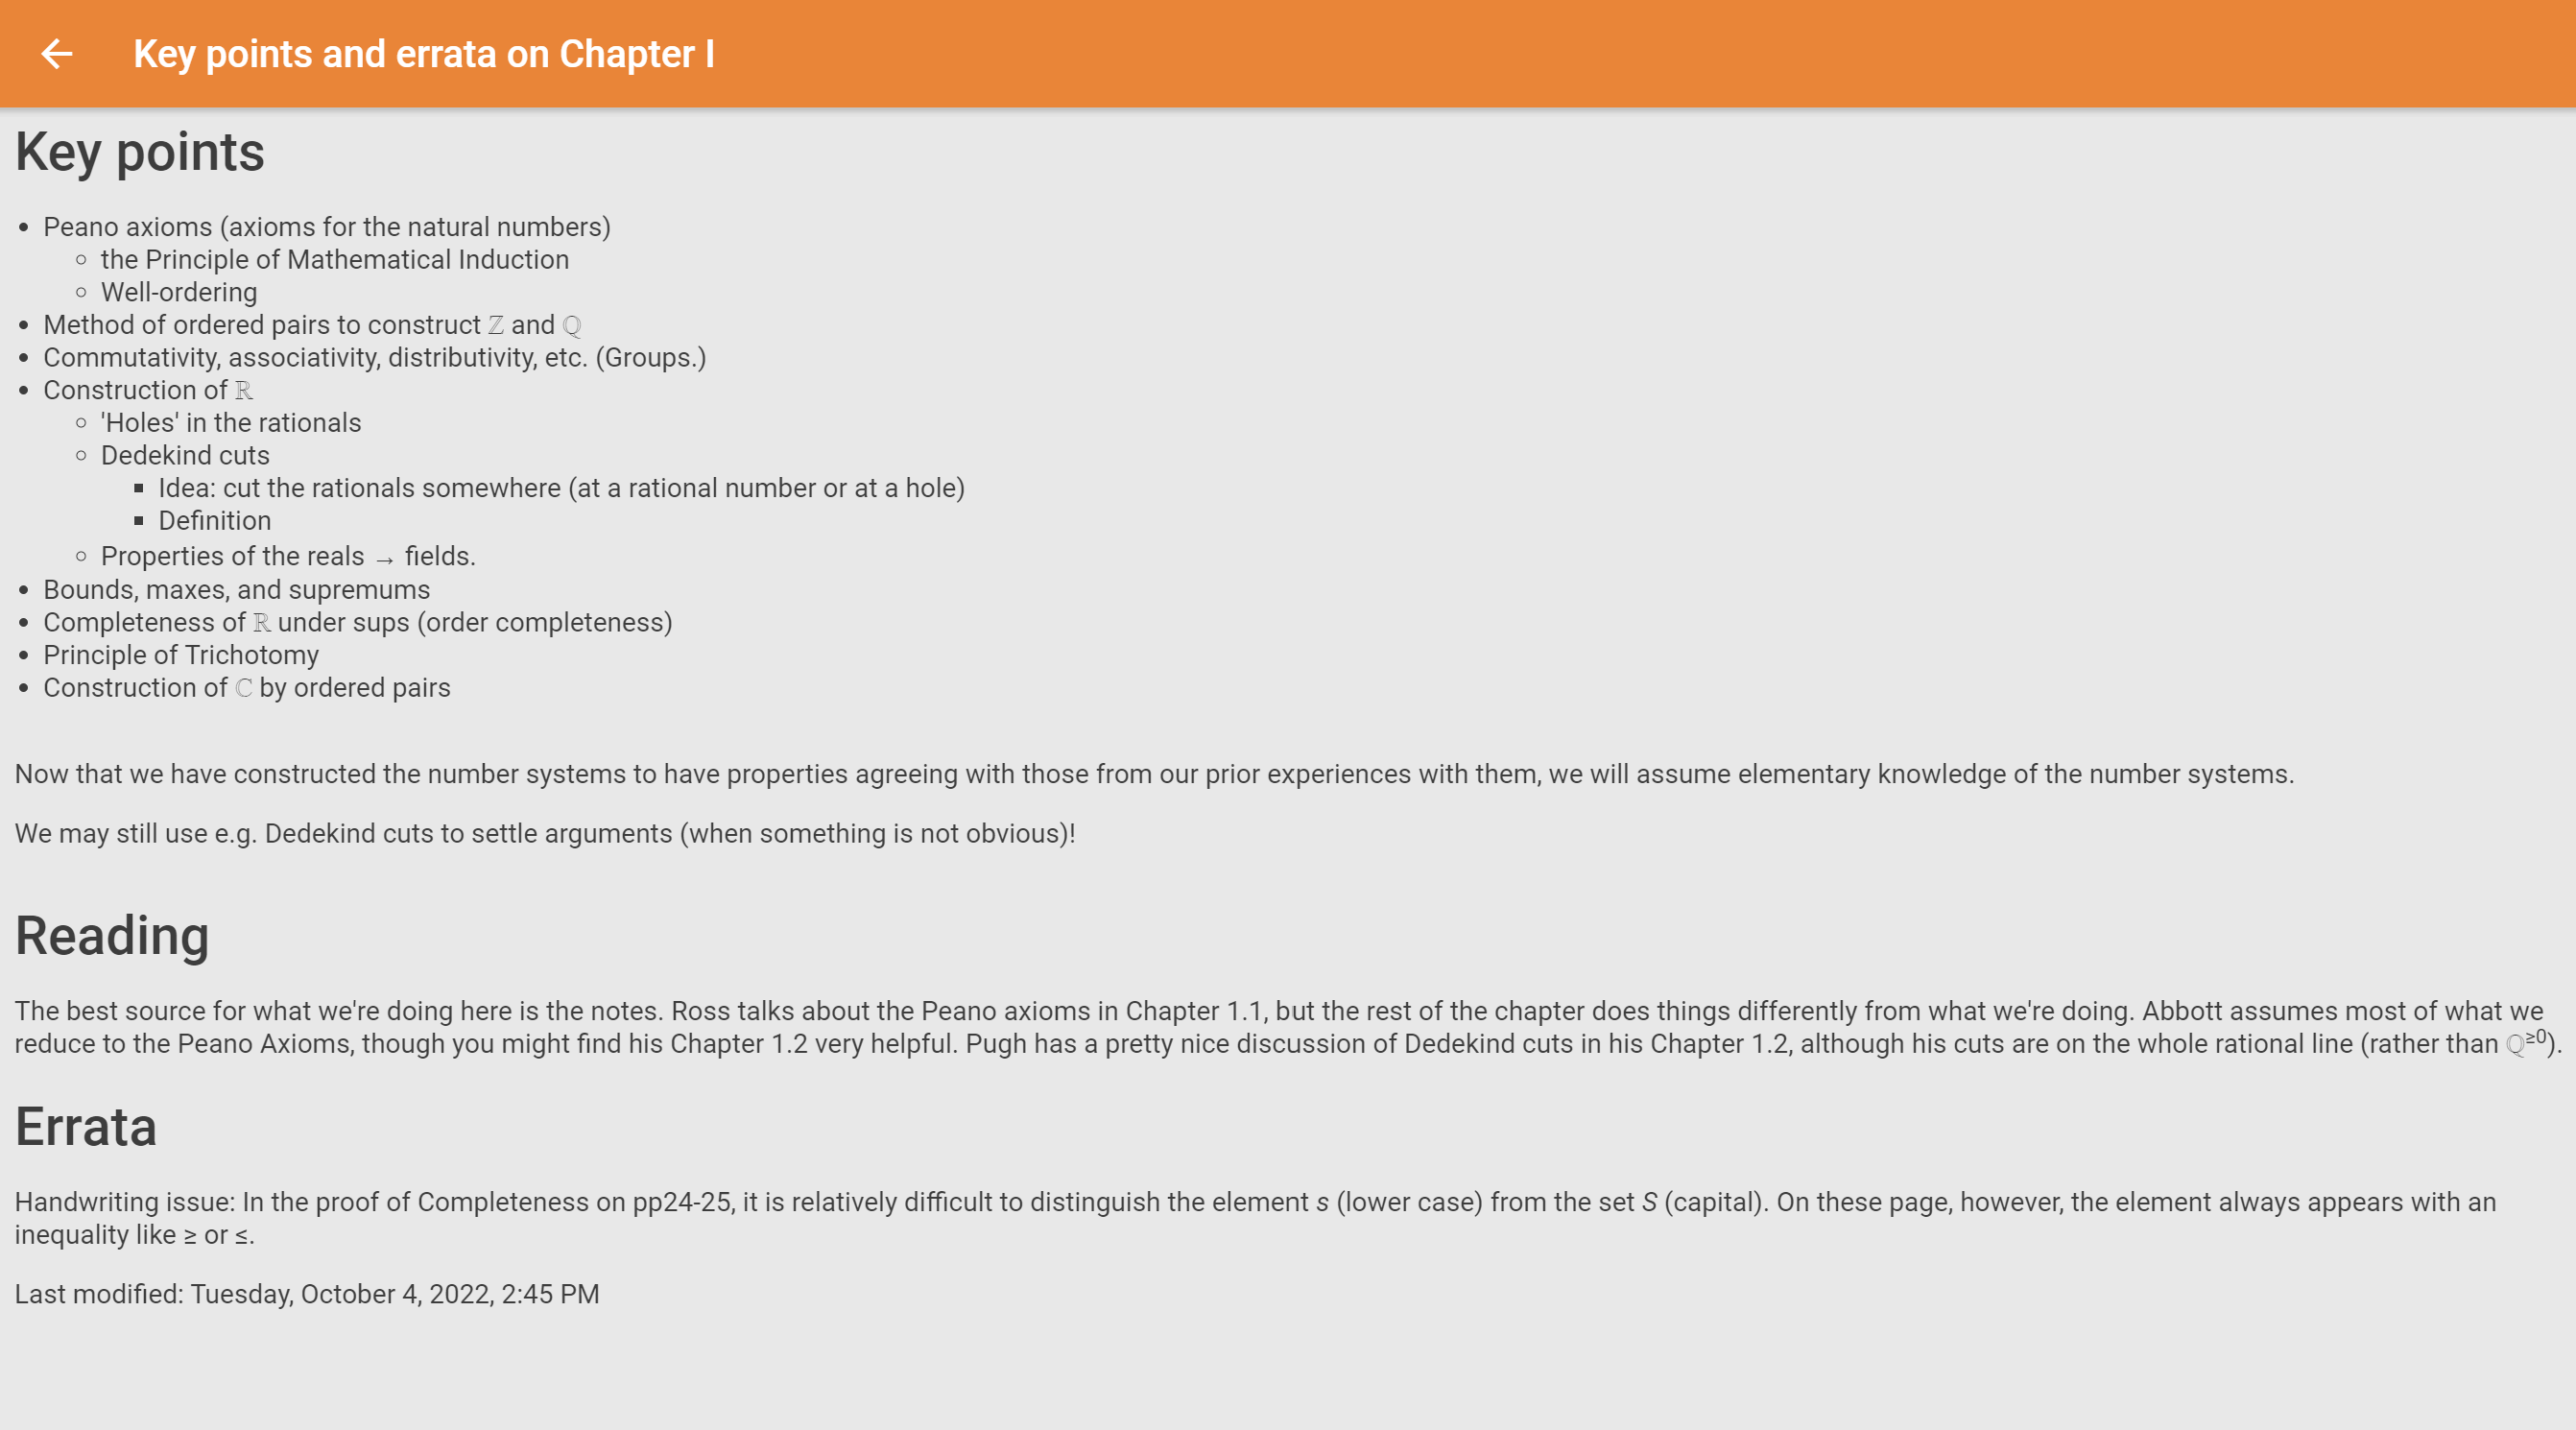 Key points and errata on Chapter I
Key points
• Peano axioms (axioms for the natural numbers)
◦ the Principle of Mathematical Induction
◦ Well-ordering
• Method of ordered pairs to construct ℤ and ℚ
• Commutativity, associativity, distributivity, etc. (Groups.)
• Construction of ℝ
◦ 'Holes' in the rationals
◦ Dedekind cuts
▪ Idea: cut the rationals somewhere (at a rational number or at a hole)
▪ Definition
◦ Properties of the reals → fields.
• Bounds, maxes, and supremums
• Completeness of ℝ under sups (order completeness)
• Principle of Trichotomy
• Construction of ℂ by ordered pairs
Now that we have constructed the number systems to have properties agreeing with those from our prior experiences with them, we will assume elementary knowledge of the number systems.
We may still use e.g. Dedekind cuts to settle arguments (when something is not obvious)!
Reading
The best source for what we're doing here is the notes. Ross talks about the Peano axioms in Chapter 1.1, but the rest of the chapter does things differently from what we're doing. Abbott assumes most of what we
reduce to the Peano Axioms, though you might find his Chapter 1.2 very helpful. Pugh has a pretty nice discussion of Dedekind cuts in his Chapter 1.2, although his cuts are on the whole rational line (rather than ℚ≥0).
Errata
Handwriting issue: In the proof of Completeness on pp24-25, it is relatively difficult to distinguish the element s (lower case) from the set S (capital). On these page, however, the element always appears with an
inequality like ≥ or ≤.
Last modified: Tuesday, October 4, 2022, 2:45 PM